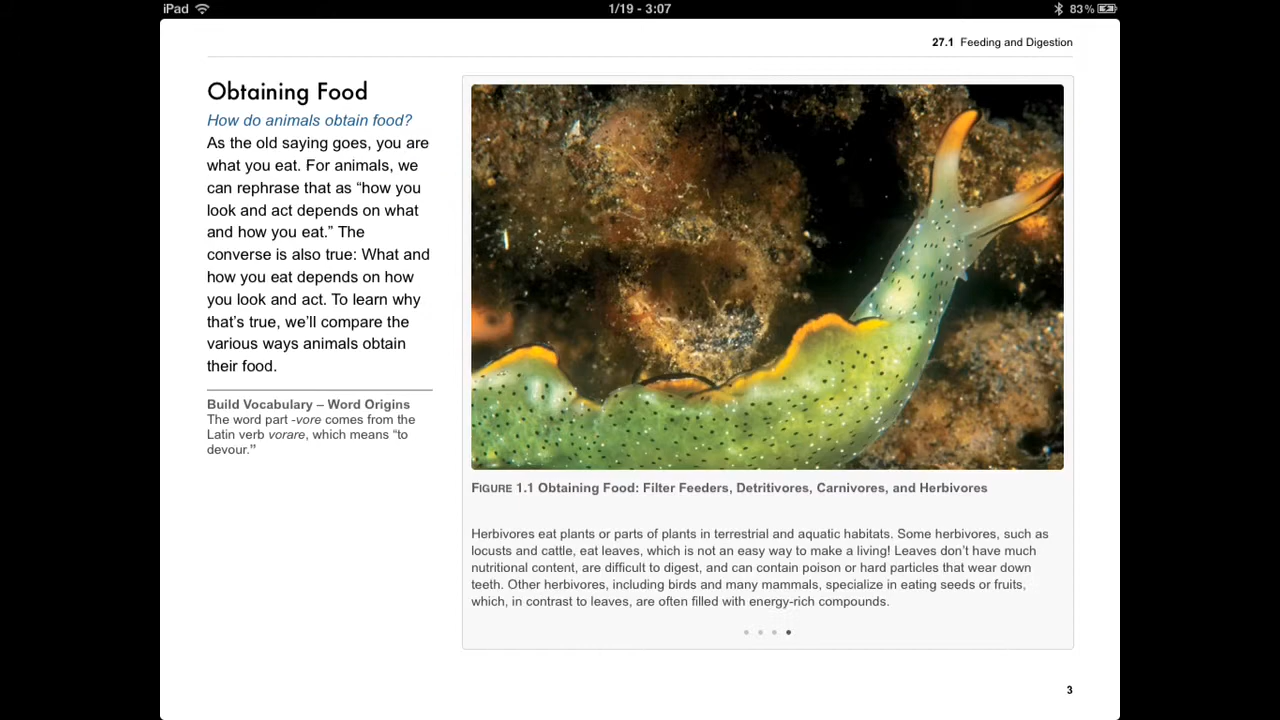 iPad
1/19 - 3:07
83%
27.1 Feeding and Digestion
Obtaining Food
How do animals obtain food?
As the old saying goes, you are
what you eat. For animals, we
can rephrase that as “how you
look and act depends on what
and how you eat.” The
converse is also true: What and
how you eat depends on how
you look and act. To learn why
that’s true, we’ll compare the
various ways animals obtain
their food.
Build Vocabulary – Word Origins
The word part -vore comes from the
Latin verb vorare, which means “to
devour.”
FIGURE 1.1 Obtaining Food: Filter Feeders, Detritivores, Carnivores, and Herbivores
Herbivores eat plants or parts of plants in terrestrial and aquatic habitats. Some herbivores, such as
locusts and cattle, eat leaves, which is not an easy way to make a living! Leaves don’t have much
nutritional content, are difficult to digest, and can contain poison or hard particles that wear down
teeth. Other herbivores, including birds and many mammals, specialize in eating seeds or fruits,
which, in contrast to leaves, are often filled with energy-rich compounds.
3